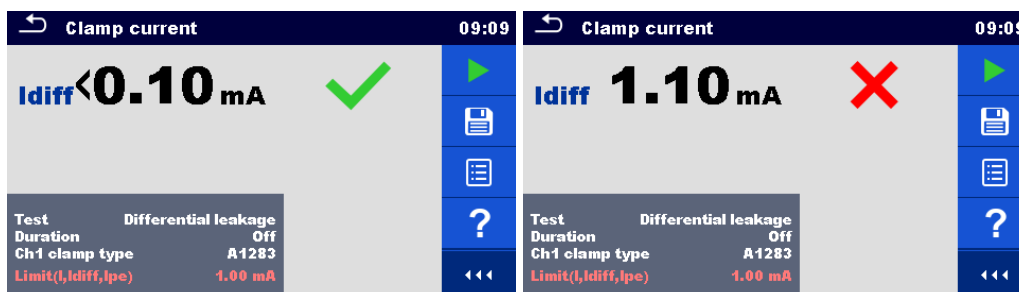 Clamp current 09:09
Idiff <0.10 mA
Test Differential leakage
Duration Off
Ch1 clamp type A1283
Limit(I,Idiff,Ipe) 1.00 mA
?
Clamp current 09:09
Idiff 1.10 mA
Test Differential leakage
Duration Off
Ch1 clamp type A1283
Limit(I,Idiff,Ipe) 1.00 mA
?